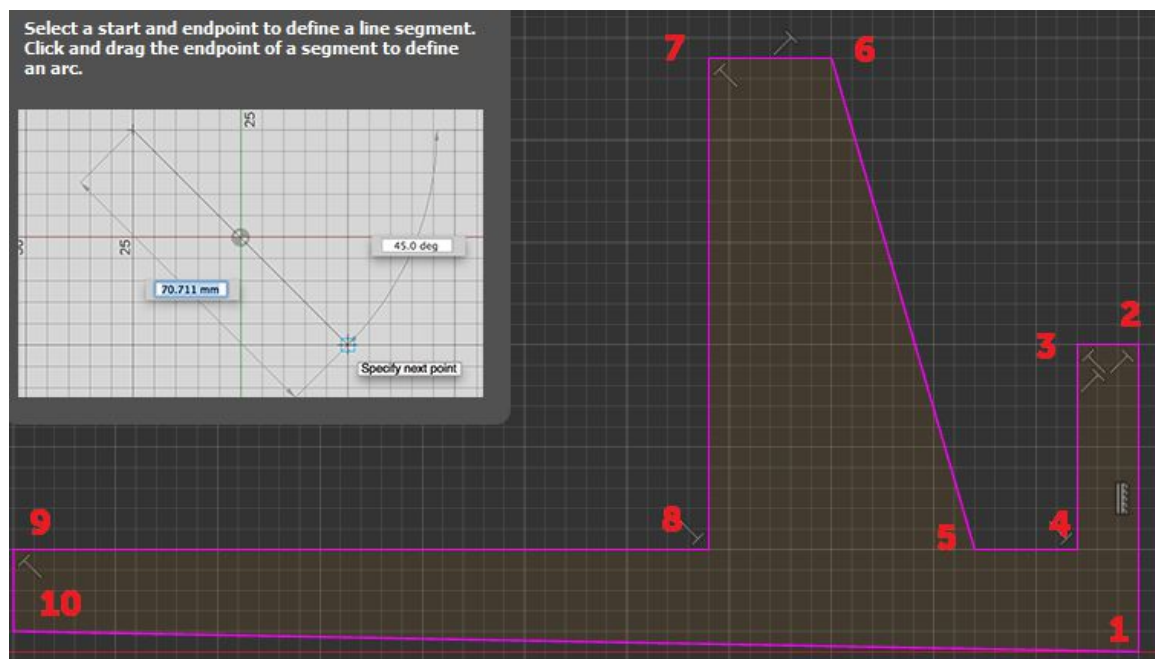 Select a start and endpoint to define a line segment.
Click and drag the endpoint of a segment to define
an arc.
25
25
45.0 deg
70.711 mm
Specify next point
7
6
2
3
9
8
5
4
10
1